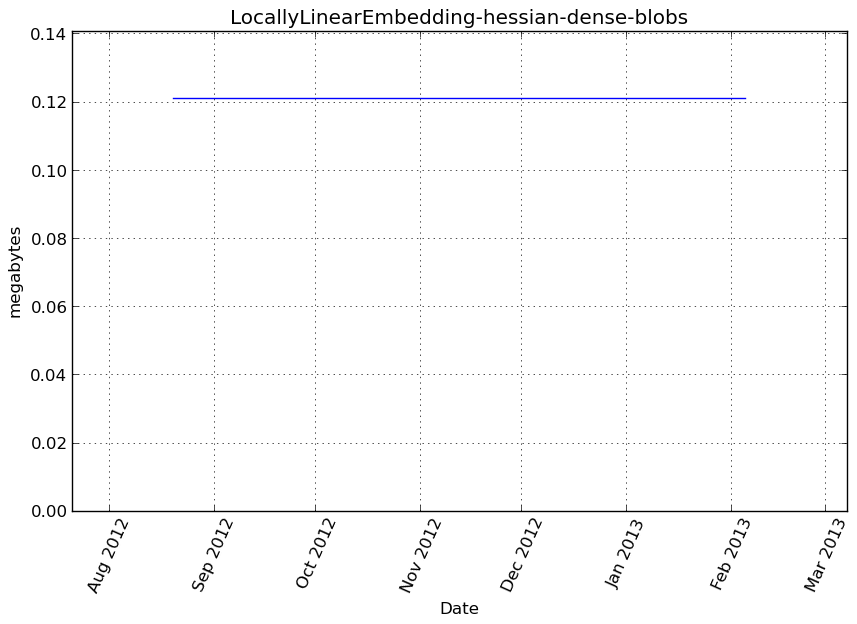 LocallyLinearEmbedding-hessian-dense-blobs
0.14
0.12
0.10
0.08
0.06
0.04
0.02
0.00
megabytes
Aug 2012
Sep 2012
Oct 2012
Nov 2012
Dec 2012
Jan 2013
Feb 2013
Mar 2013
Date